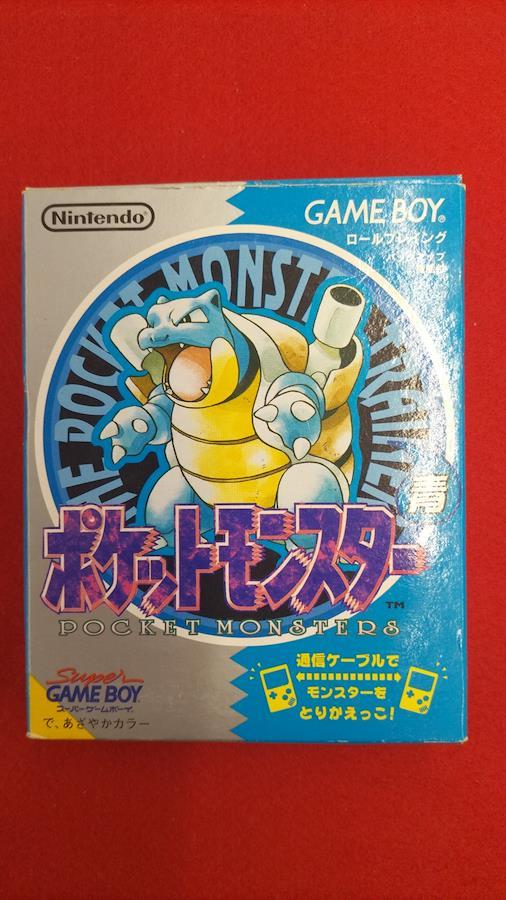 Nintendo
GAME BOY®
ロールプレイング
THE POCKET MONSTERS TRAINER
青
ポケットモンスター
TM
POCKET MONSTERS
Super
GAME BOY
スーパーゲームボーイ
で、あざやかカラー
通信ケーブルで
モンスターを
とりかえっこ!